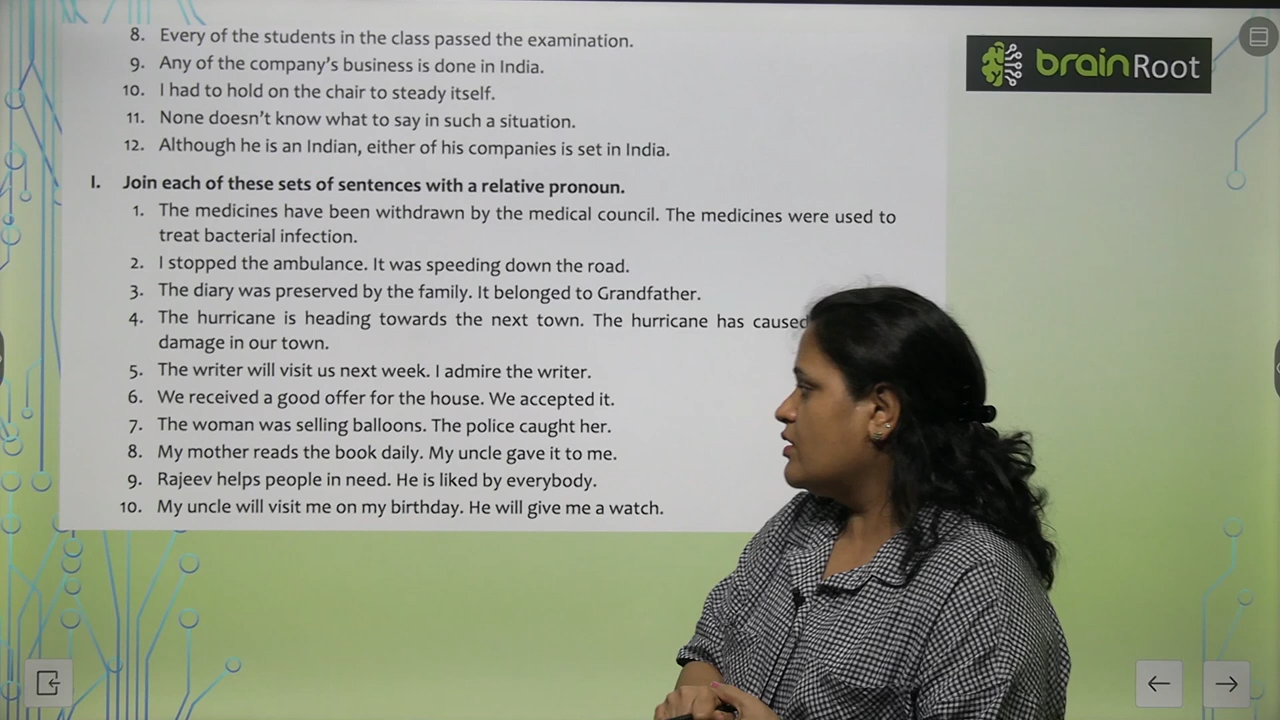 8. Every of the students in the class passed the examination.
9. Any of the company's business is done in India.
10. I had to hold on the chair to steady itself.
11. None doesn't know what to say in such a situation.
12. Although he is an Indian, either of his companies is set in India.
I. Join each of these sets of sentences with a relative pronoun.
1. The medicines have been withdrawn by the medical council. The medicines were used to
treat bacterial infection.
2. I stopped the ambulance. It was speeding down the road.
3. The diary was preserved by the family. It belonged to Grandfather.
4. The hurricane is heading towards the next town. The hurricane has caused
damage in our town.
5. The writer will visit us next week. I admire the writer.
6. We received a good offer for the house. We accepted it.
7. The woman was selling balloons. The police caught her.
8. My mother reads the book daily. My uncle gave it to me.
9. Rajeev helps people in need. He is liked by everybody.
10. My uncle will visit me on my birthday. He will give me a watch.
brainRoot